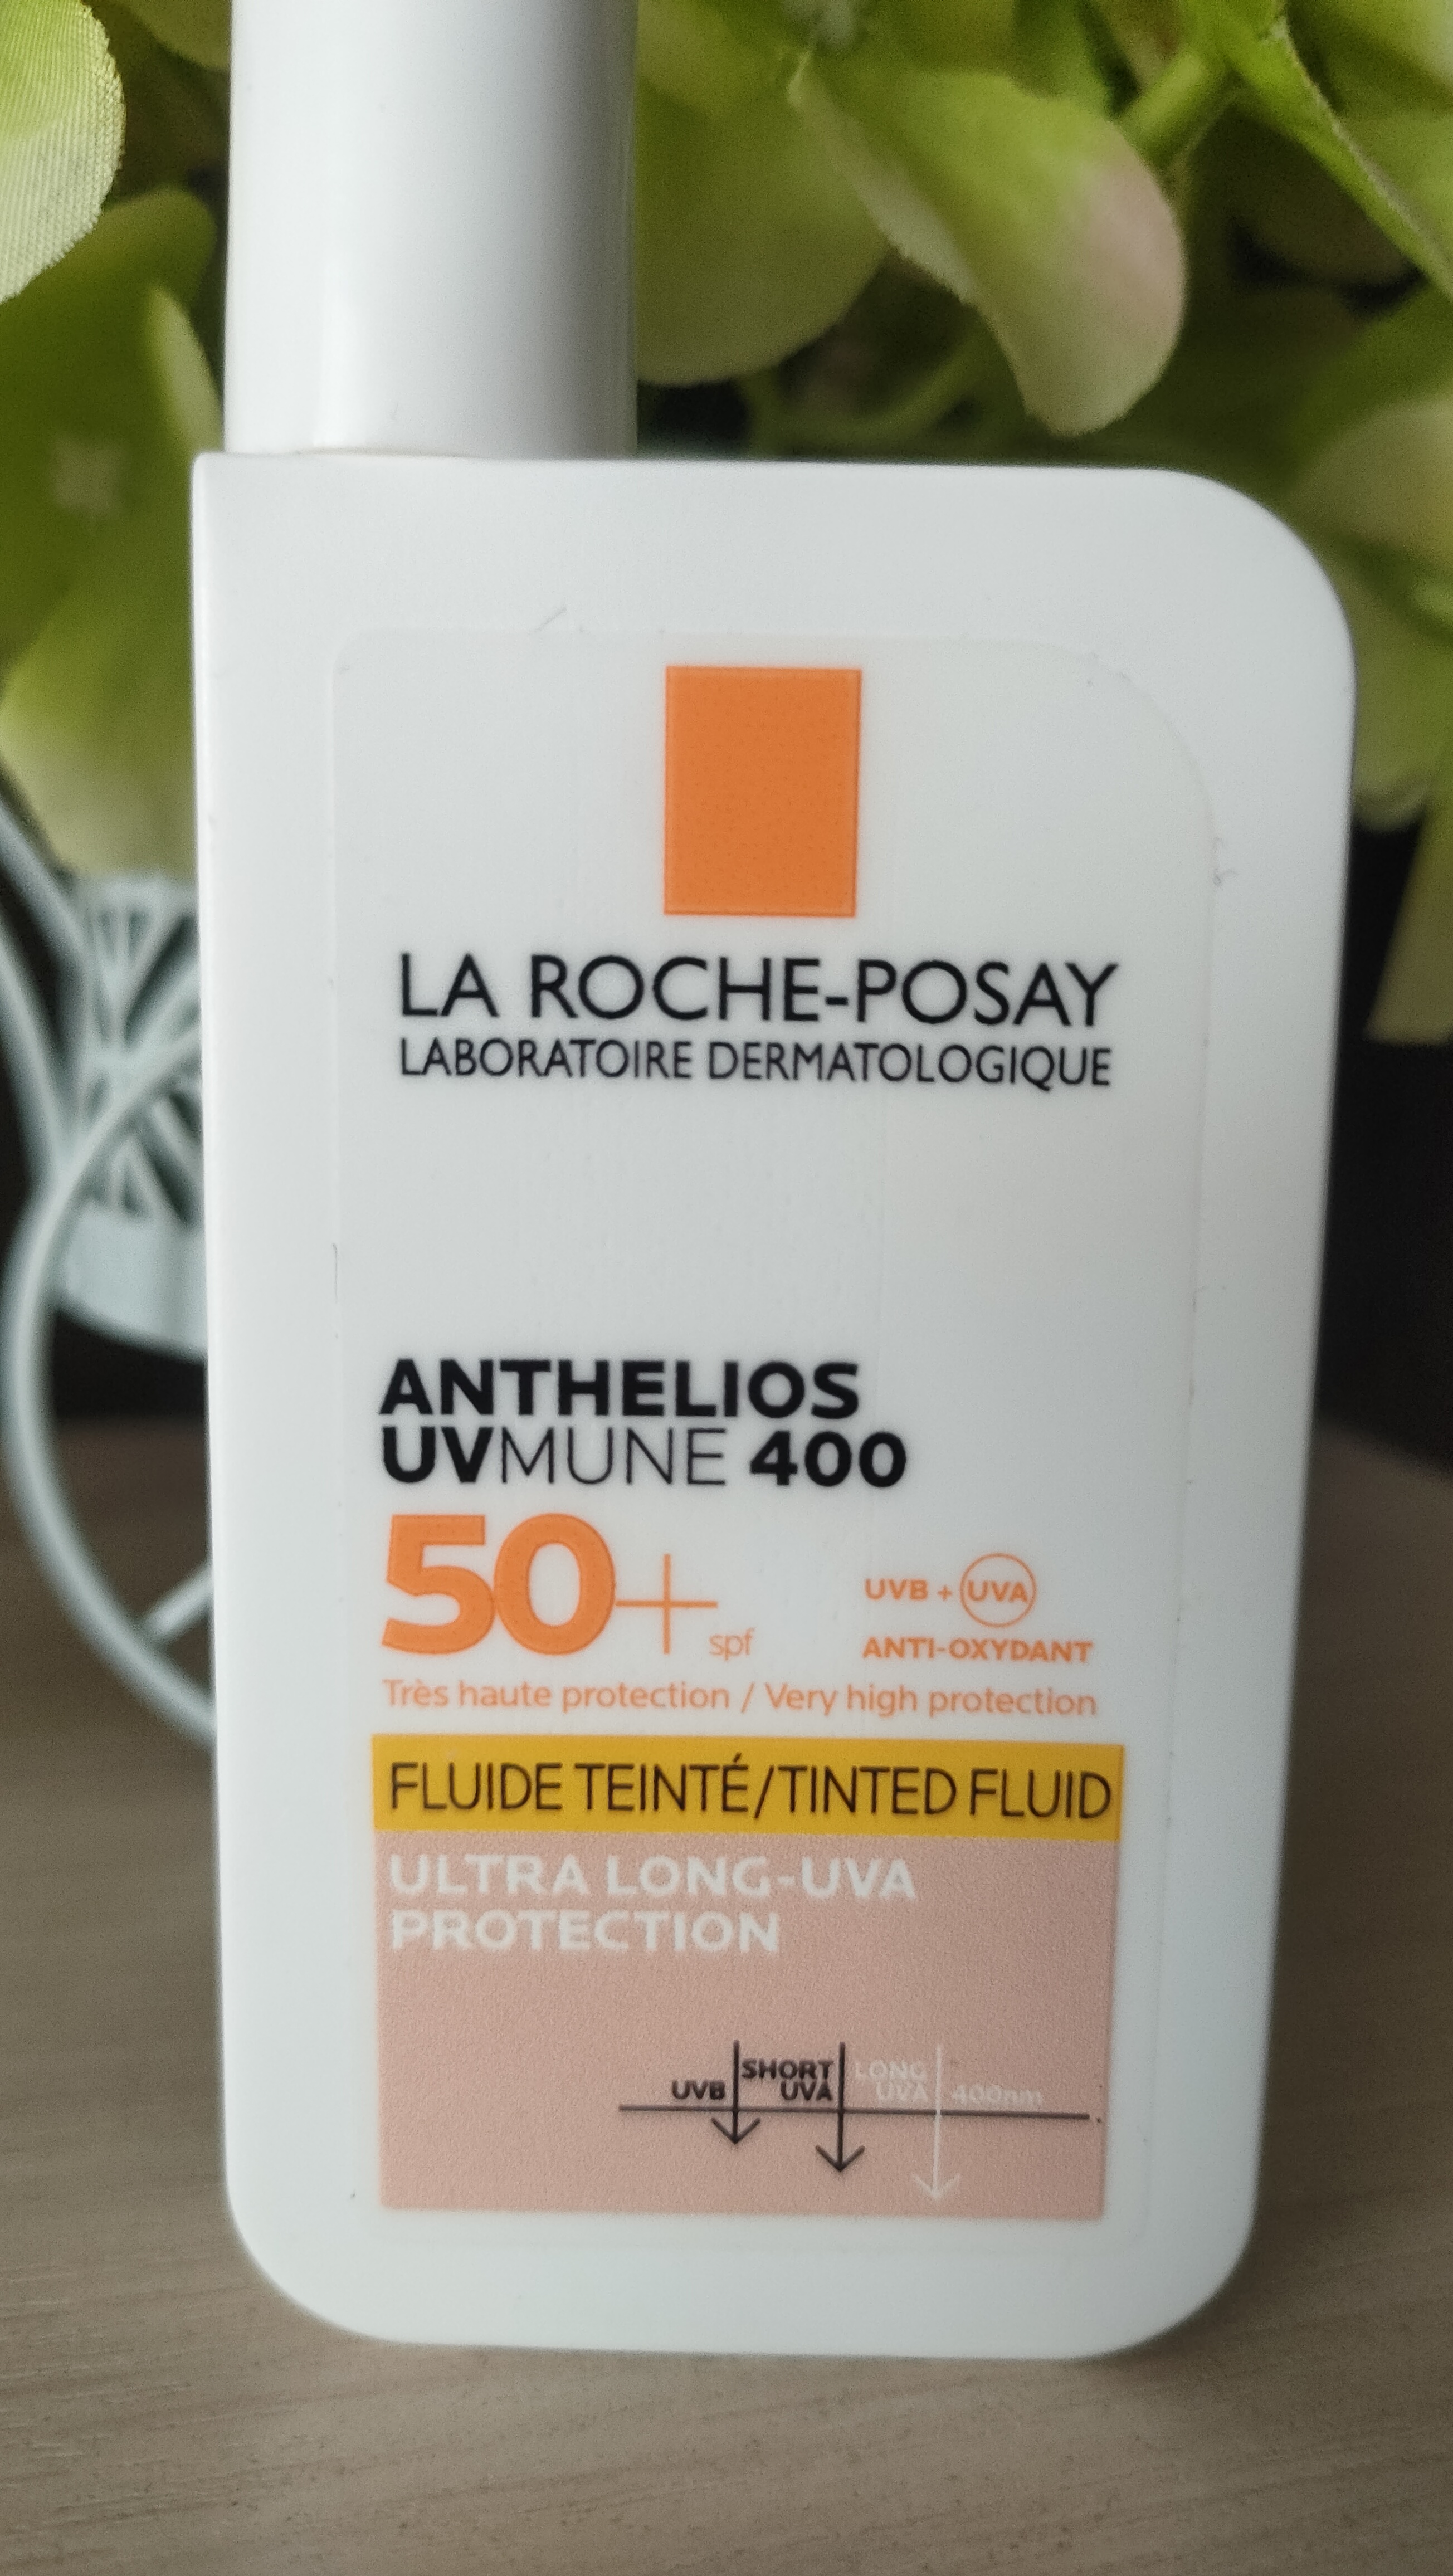 LA ROCHE-POSAY
LABORATOIRE DERMATOLOGIQUE
ANTHELIOS
UVMUNE 400
50+ spf
UVB + UVA
ANTI-OXYDANT
Très haute protection / Very high protection
FLUIDE TEINTÉ/TINTED FLUID
ULTRA LONG-UVA
PROTECTION
UVB
SHORT
UVA
LONG
UVA
400nm